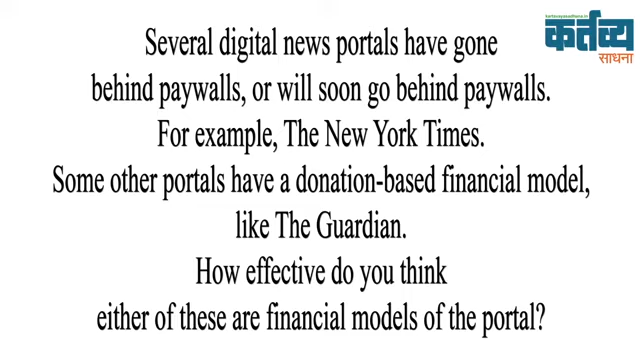 kartavyasadhana.in
कर्तव्य
साधना
Several digital news portals have gone
behind paywalls, or will soon go behind paywalls.
For example, The New York Times.
Some other portals have a donation-based financial model,
like The Guardian.
How effective do you think
either of these are financial models of the portal?